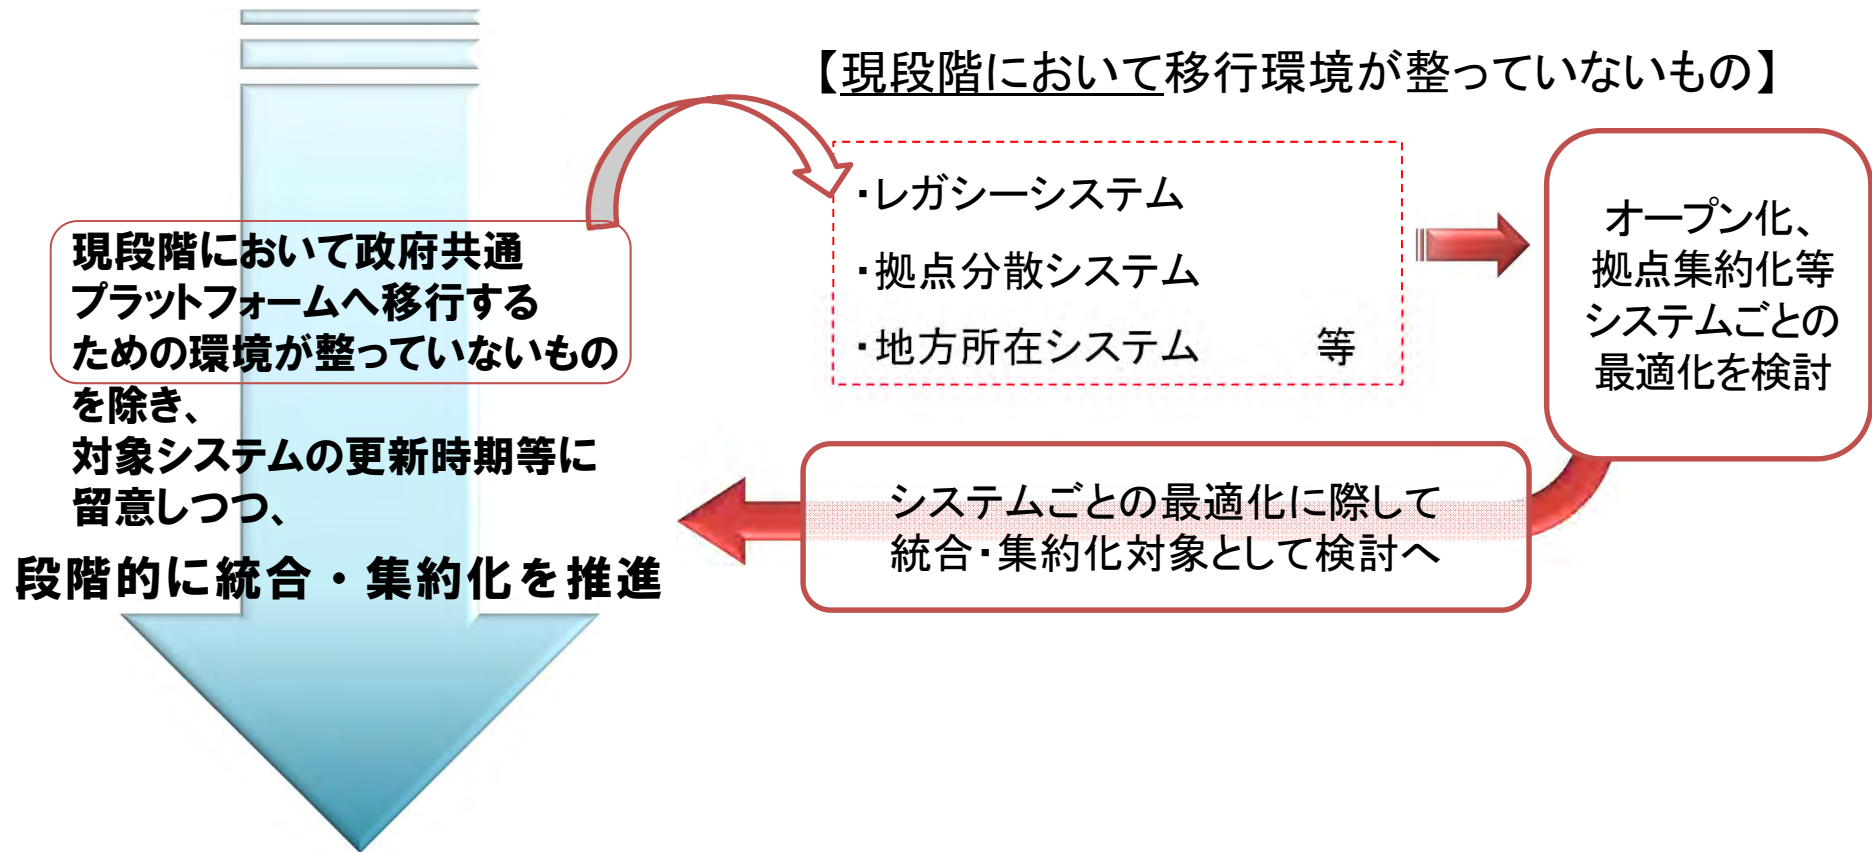 【現段階において移行環境が整っていないもの】
現段階において政府共通
プラットフォームへ移行する
ための環境が整っていないもの
を除き、
対象システムの更新時期等に
留意しつつ、
段階的に統合・集約化を推進
・レガシーシステム
・拠点分散システム
・地方所在システム 等
オープン化、
拠点集約化等
システムごとの
最適化を検討
システムごとの最適化に際して
統合・集約化対象として検討へ